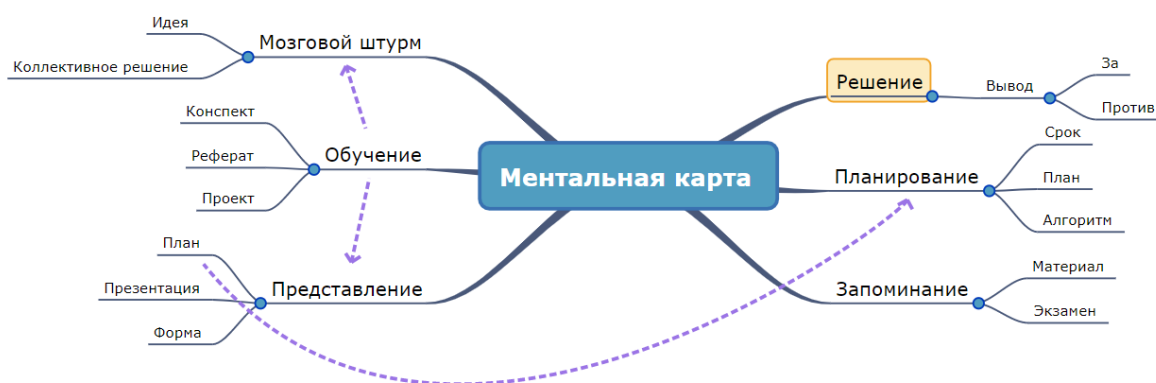 Ментальная карта
Мозговой штурм
Идея
Коллективное решение
Обучение
Конспект
Реферат
Проект
Представление
План
Презентация
Форма
Решение
Вывод
За
Против
Планирование
Срок
План
Алгоритм
Запоминание
Материал
Экзамен